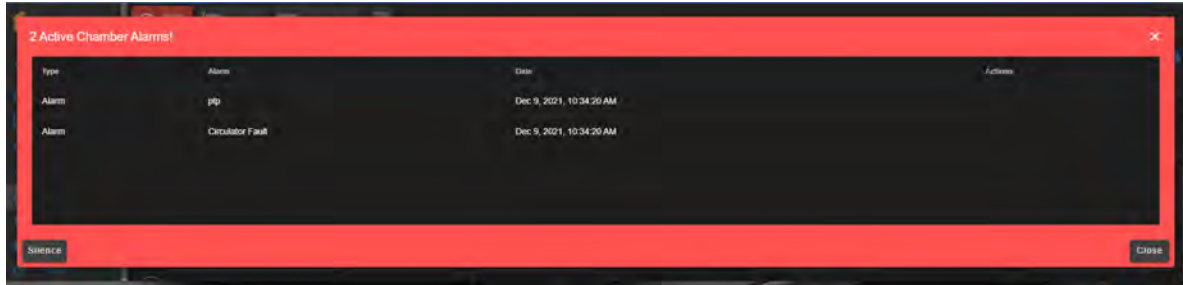 2 Active Chamber Alarms!
×
Type Alarm Date Actions
Alarm ptp Dec 9, 2021, 10:34:20 AM
Alarm Circulator Fault Dec 9, 2021, 10:34:20 AM
Silence Close